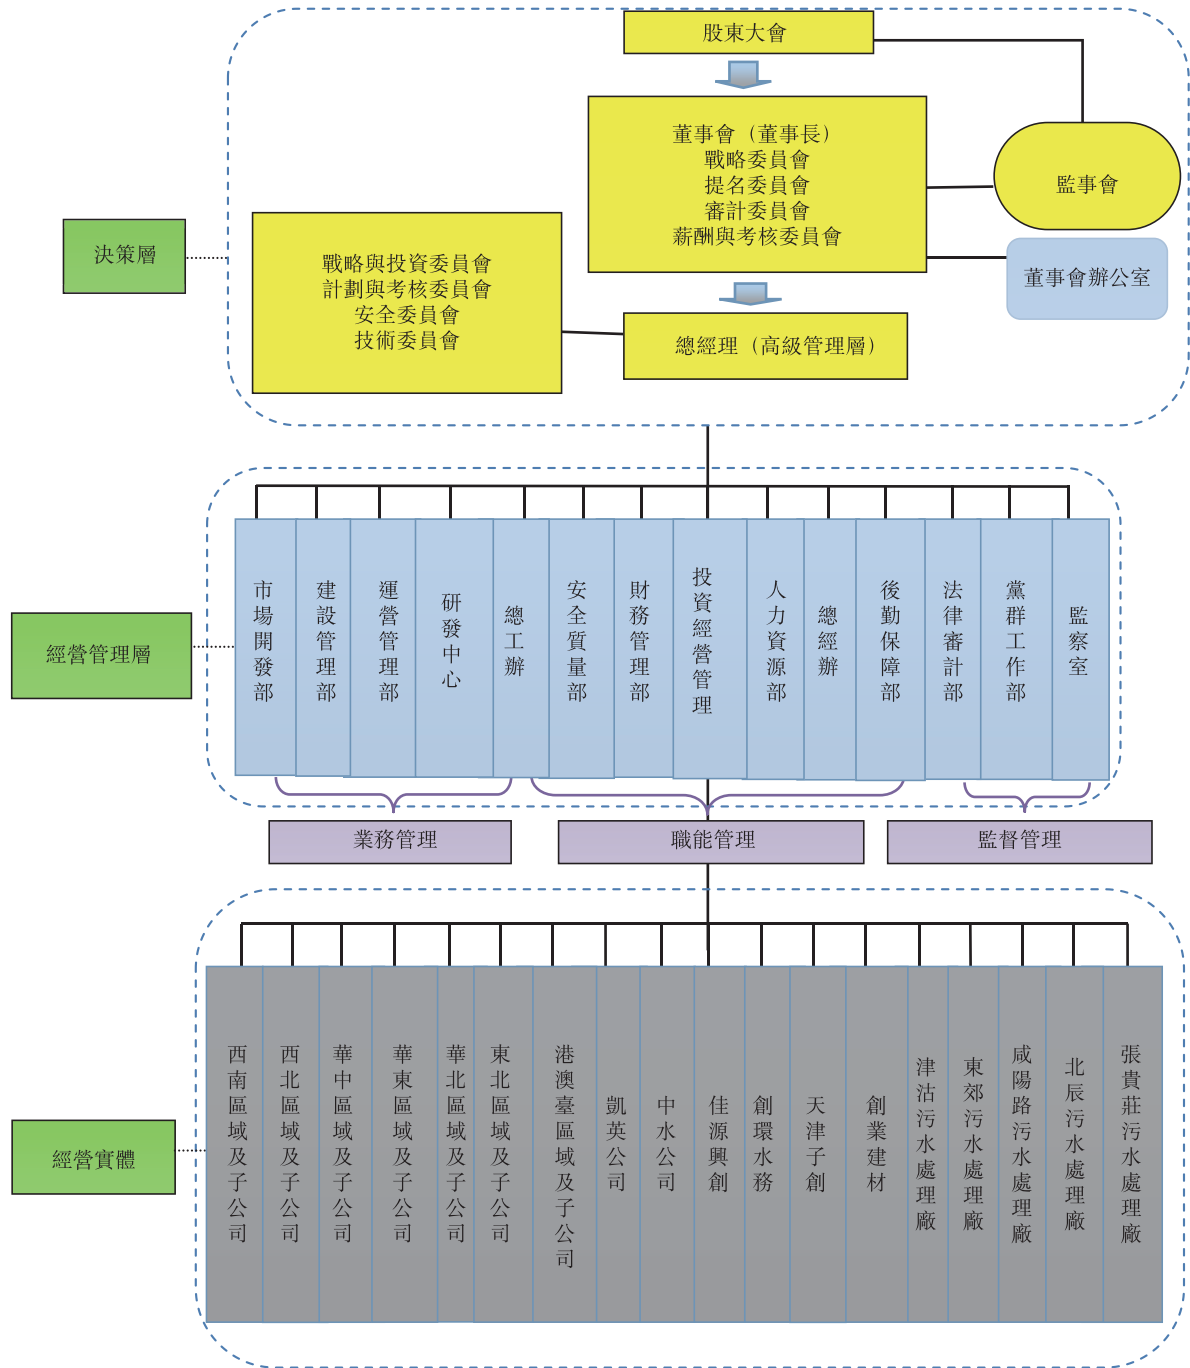 股東大會
董事會（董事長）
戰略委員會
提名委員會
審計委員會
薪酬與考核委員會
監事會
董事會辦公室
決策層
戰略與投資委員會
計劃與考核委員會
安全委員會
技術委員會
總經理（高級管理層）
經營管理層
市場開發部
建設管理部
運營管理部
研發中心
總工辦
安全質量部
財務管理部
投資經營管理
人力資源部
總經辦
後勤保障部
法律審計部
黨群工作部
監察室
業務管理
職能管理
監督管理
經營實體
西南區域及子公司
西北區域及子公司
華中區域及子公司
華東區域及子公司
華北區域及子公司
東北區域及子公司
港澳臺區域及子公司
凱英公司
中水公司
佳源興創
創環水務
天津子創
創業建材
津沽污水處理廠
東郊污水處理廠
咸陽路污水處理廠
北辰污水處理廠
張貴莊污水處理廠